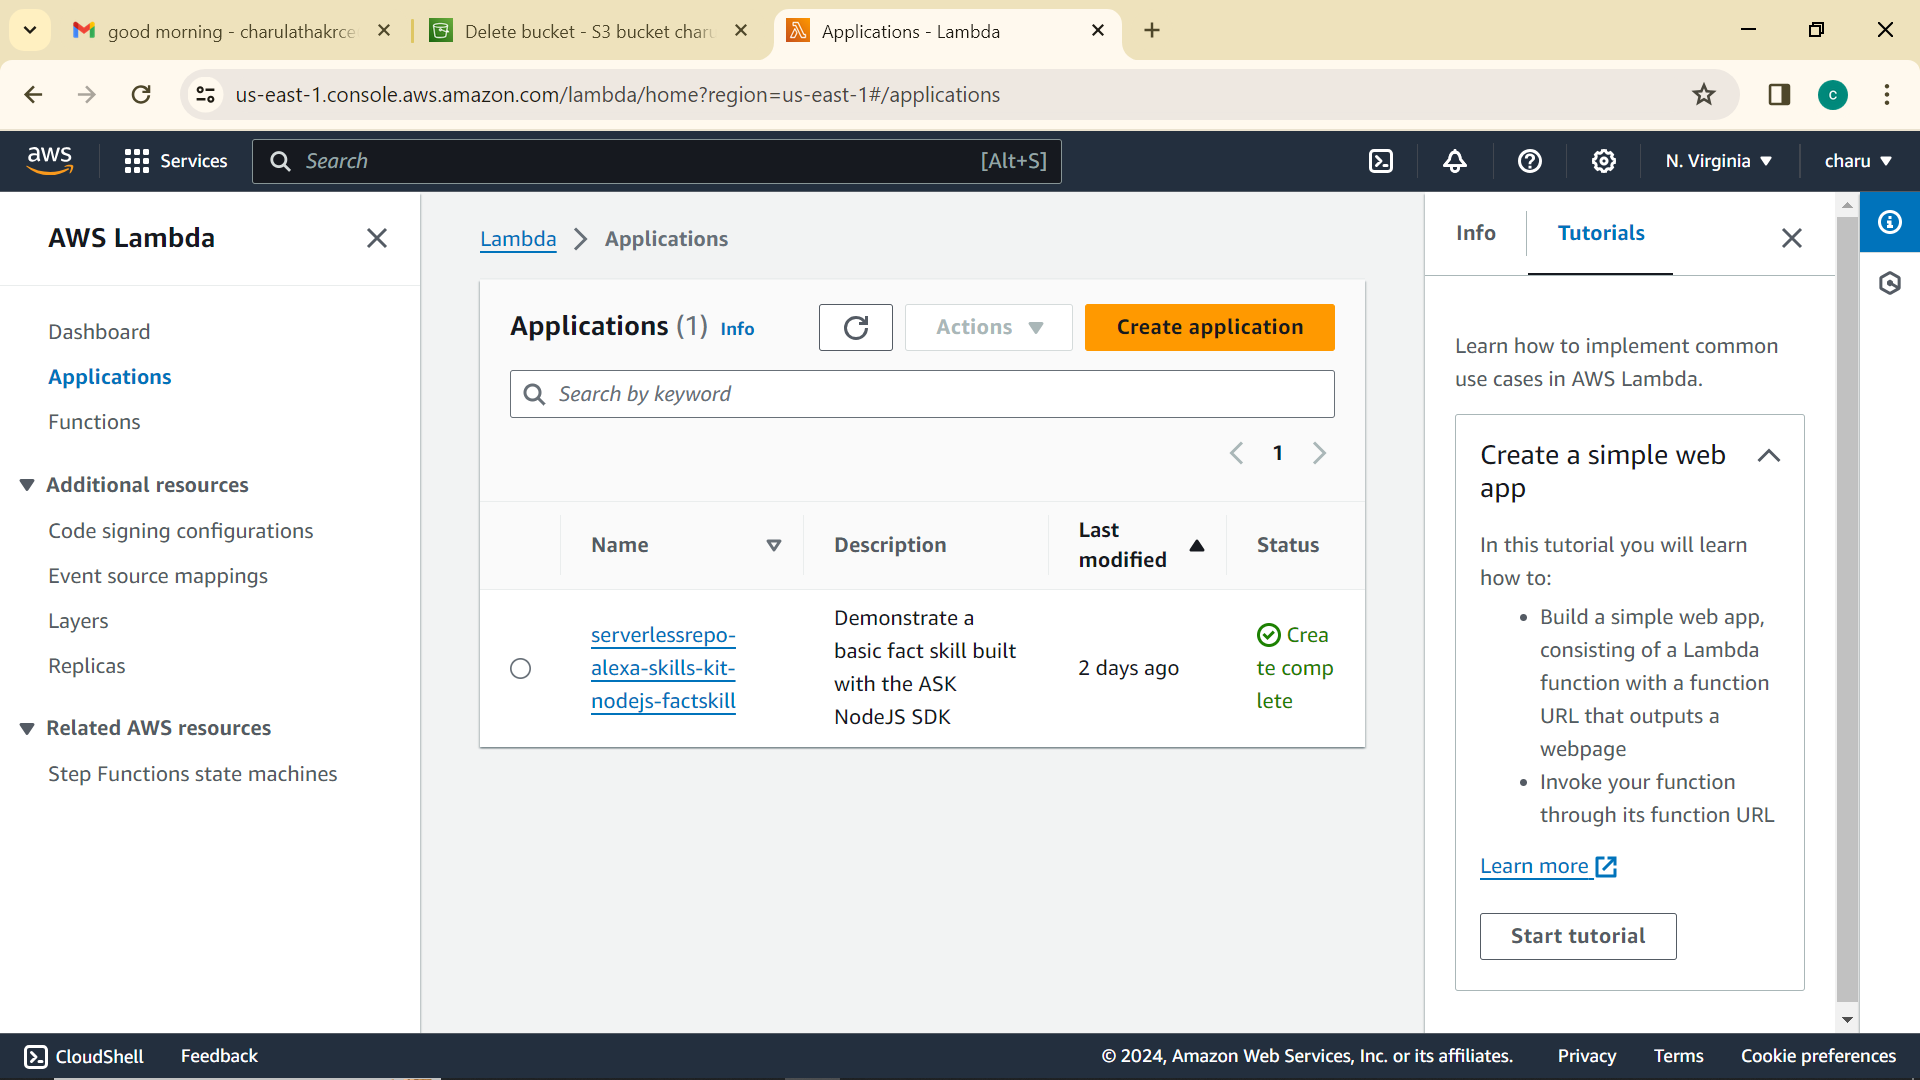 good morning - charulathakrce
Delete bucket - S3 bucket charu
Applications - Lambda
us-east-1.console.aws.amazon.com/lambda/home?region=us-east-1#/applications
c
aws
Services
Search
[Alt+S]
N. Virginia
charu
AWS Lambda
Dashboard
Applications
Functions
Additional resources
Code signing configurations
Event source mappings
Layers
Replicas
Related AWS resources
Step Functions state machines
Lambda
Applications
Applications (1) Info
Actions
Create application
Search by keyword
1
Name
Description
Last
modified
Status
serverlessrepo-
alexa-skills-kit-
nodejs-factskill
Demonstrate a
basic fact skill built
with the ASK
NodeJS SDK
2 days ago
Crea
te comp
lete
Info
Tutorials
Learn how to implement common
use cases in AWS Lambda.
Create a simple web
app
In this tutorial you will learn
how to:
• Build a simple web app,
consisting of a Lambda
function with a function
URL that outputs a
webpage
• Invoke your function
through its function URL
Learn more
Start tutorial
CloudShell
Feedback
© 2024, Amazon Web Services, Inc. or its affiliates.
Privacy
Terms
Cookie preferences